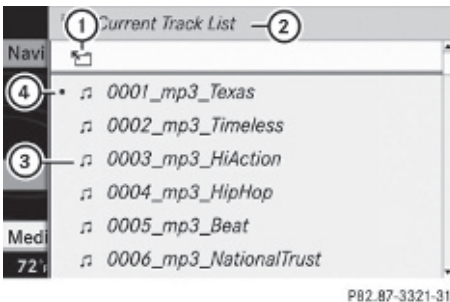 1 Current Track List 2
Navi
4 0001_mp3_Texas
0002_mp3_Timeless
3 0003_mp3_HiAction
0004_mp3_HipHop
0005_mp3_Beat
Medi
0006_mp3_NationalTrust
72°
P82.87-3321-31